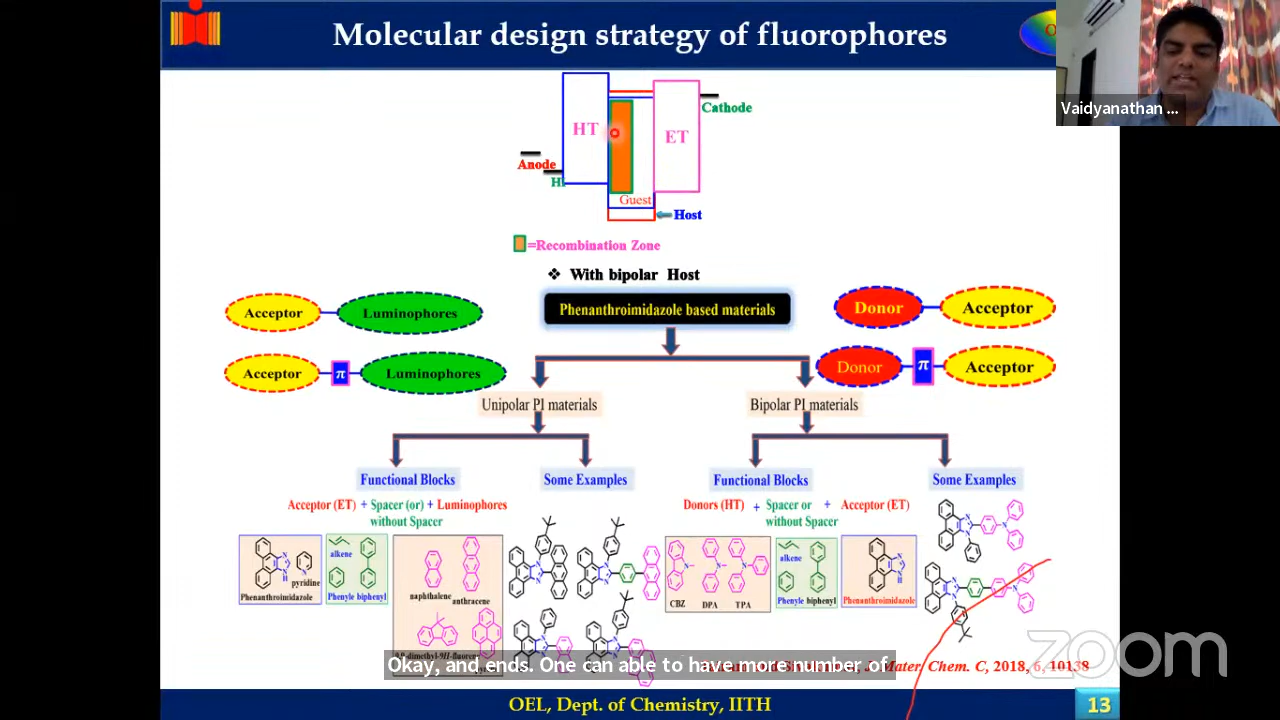 Molecular design strategy of fluorophores
Vaidyanathan ...
HT
ET
Cathode
Anode
Guest
Host
=Recombination Zone
❖ With bipolar Host
Phenanthroimidazole based materials
Acceptor
Luminophores
Donor
Acceptor
Acceptor
π
Luminophores
Donor
π
Acceptor
Unipolar PI materials
Bipolar PI materials
Functional Blocks
Some Examples
Functional Blocks
Some Examples
Acceptor (ET) + Spacer (or) + Luminophores
without Spacer
Donors (HT) + Spacer or + Acceptor (ET)
without Spacer
pyridine
Phenanthroimidazole
alkene
Phenyle biphenyl
naphthalene
anthracene
CBZ
DPA
TPA
alkene
Phenyle biphenyl
Phenanthroimidazole
Okay, and ends. One can able to have more number of
Mater. Chem. C, 2018, 6, 10138
zoom
OEL, Dept. of Chemistry, IITH
13